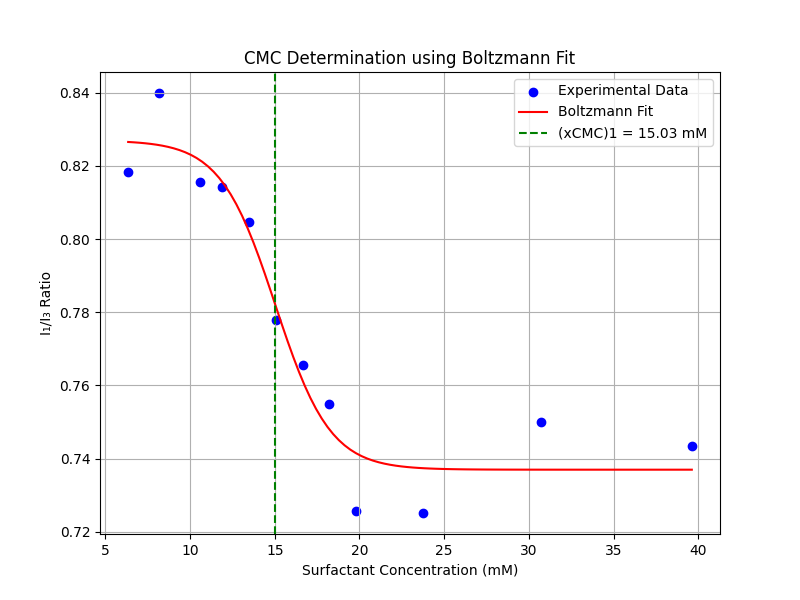 CMC Determination using Boltzmann Fit
Experimental Data
Boltzmann Fit
(xCMC)1 = 15.03 mM
I₁/I₃ Ratio
0.84
0.82
0.80
0.78
0.76
0.74
0.72
5 10 15 20 25 30 35 40
Surfactant Concentration (mM)